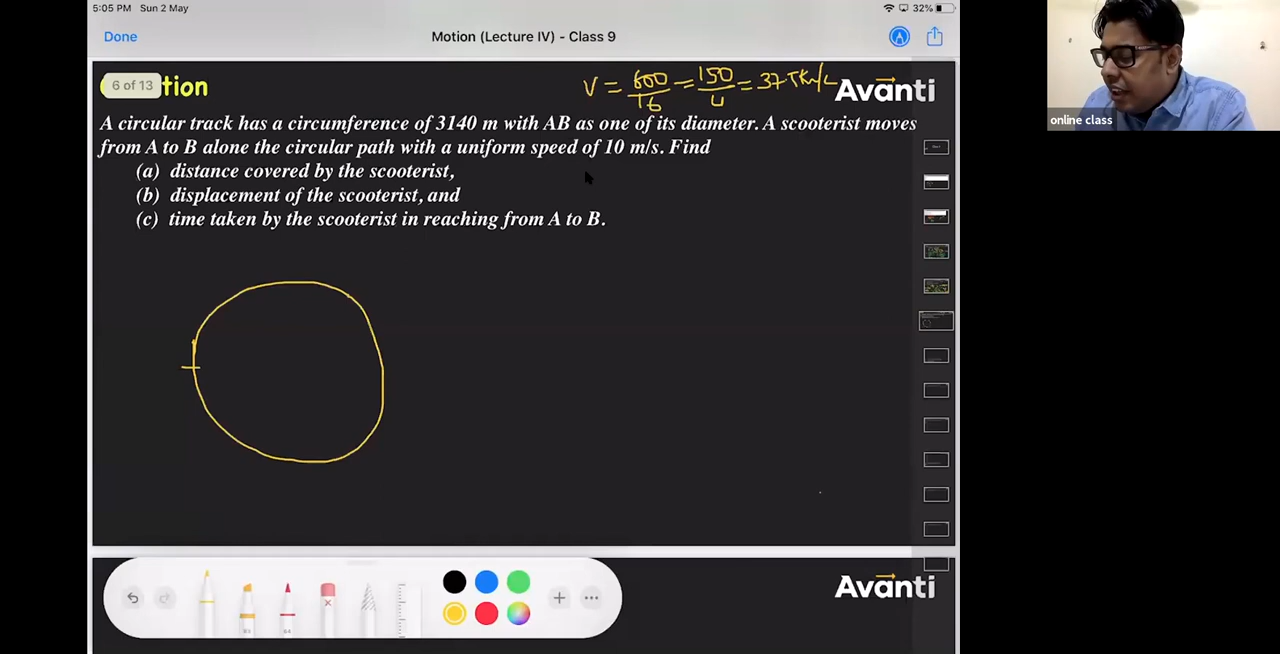 5:05 PM Sun 2 May
32%
Done
Motion (Lecture IV) - Class 9
6 of 13
tion
V = 600/16 = 150/4 = 37.5 Km/h
Avanti
A circular track has a circumference of 3140 m with AB as one of its diameter. A scooterist moves
from A to B alone the circular path with a uniform speed of 10 m/s. Find
(a) distance covered by the scooterist,
(b) displacement of the scooterist, and
(c) time taken by the scooterist in reaching from A to B.
online class
Avanti